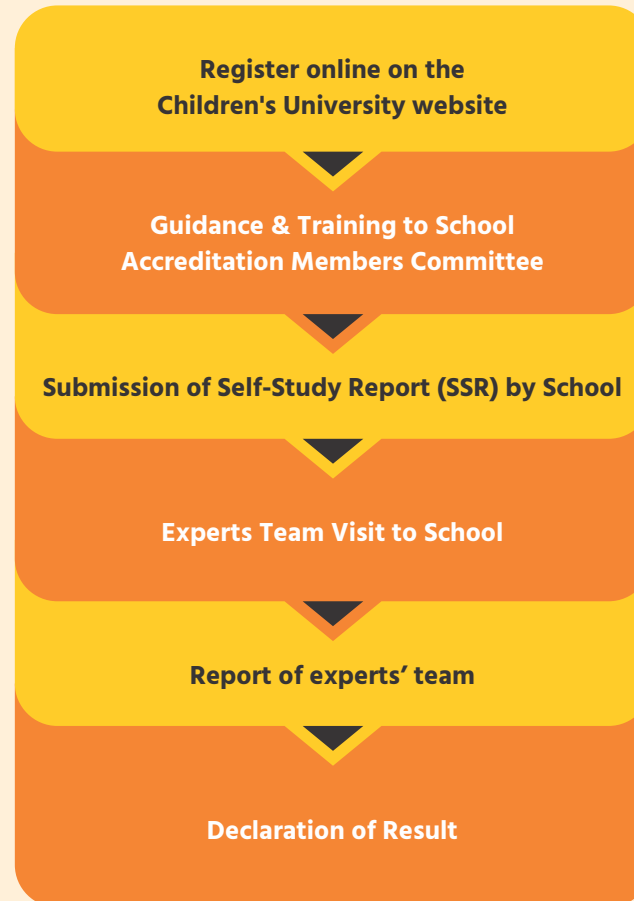 Register online on the
Children's University website
Guidance & Training to School
Accreditation Members Committee
Submission of Self-Study Report (SSR) by School
Experts Team Visit to School
Report of experts’ team
Declaration of Result